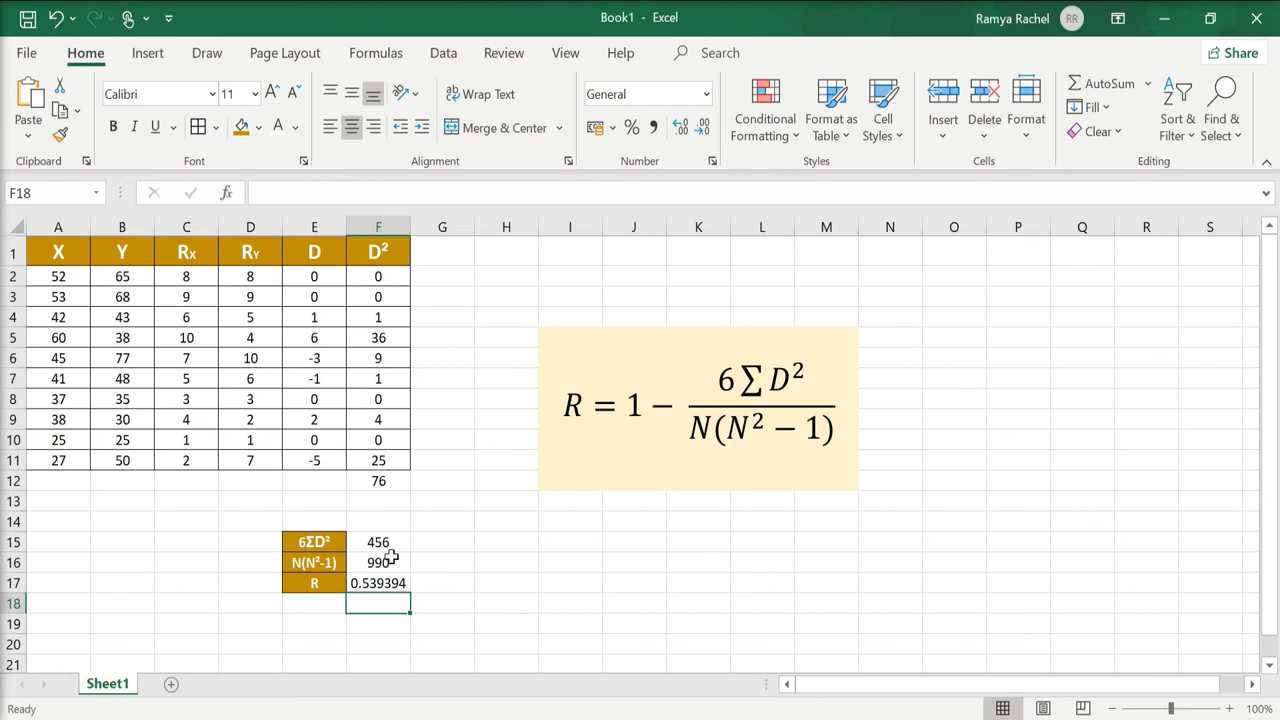 Book1 - Excel
Ramya Rachel RR
File Home Insert Draw Page Layout Formulas Data Review View Help Search Share
Paste
Calibri 11
B I U
Wrap Text
Merge & Center
General
Conditional Formatting
Format as Table
Cell Styles
Insert Delete Format
AutoSum
Fill
Clear
Sort & Filter
Find & Select
Clipboard Font Alignment Number Styles Cells Editing
F18 fx
A B C D E F G H I J K L M N O P Q R S
1 X Y RX RY D D²
2 52 65 8 8 0 0
3 53 68 9 9 0 0
4 42 43 6 5 1 1
5 60 38 10 4 6 36
6 45 77 7 10 -3 9
7 41 48 5 6 -1 1
8 37 35 3 3 0 0
9 38 30 4 2 2 4
10 25 25 1 1 0 0
11 27 50 2 7 -5 25
12 76
13
14
15 6ΣD² 456
16 N(N²-1) 990
17 R 0.539394
18
19
20
21
R = 1 − 6∑D² / N(N² − 1)
Sheet1
Ready
100%